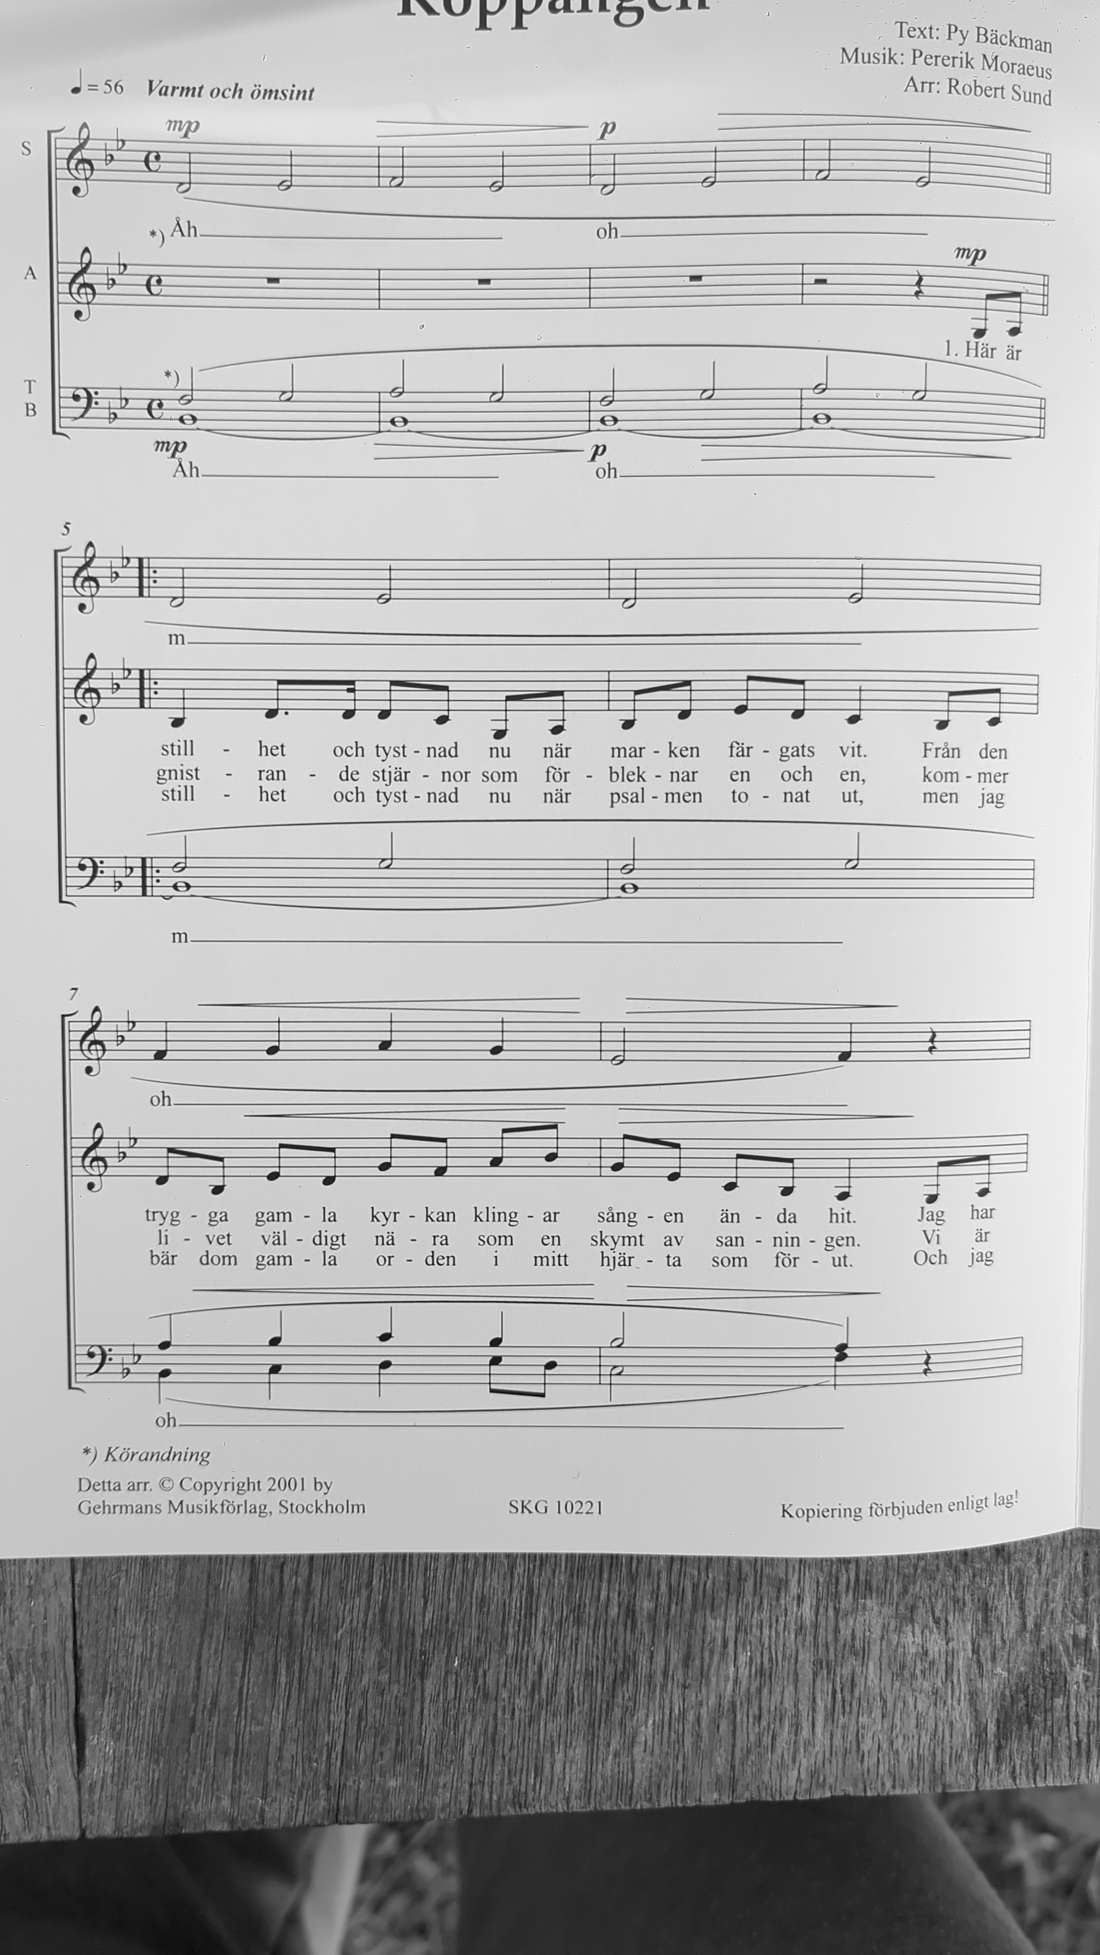 Koppången
Text: Py Bäckman
Musik: Pererik Moraeus
Arr: Robert Sund
= 56 Varmt och ömsint
mp p
S
*) Åh oh
mp
A
1. Här är
*)
T
B
mp p
Åh oh
5
m
still - het och tyst - nad nu när mar - ken fär - gats vit. Från den
gnist - ran - de stjär - nor som för - blek - nar en och en, kom - mer
still - het och tyst - nad nu när psal - men to - nat ut, men jag
m
7
oh
tryg - ga gam - la kyr - kan kling - ar sång - en än - da hit. Jag har
li - vet väl - digt nä - ra som en skymt av san - nin - gen. Vi är
bär dom gam - la or - den i mitt hjär - ta som för - ut. Och jag
oh
*) Körandning
Detta arr. © Copyright 2001 by
Gehrmans Musikförlag, Stockholm SKG 10221 Kopiering förbjuden enligt lag!